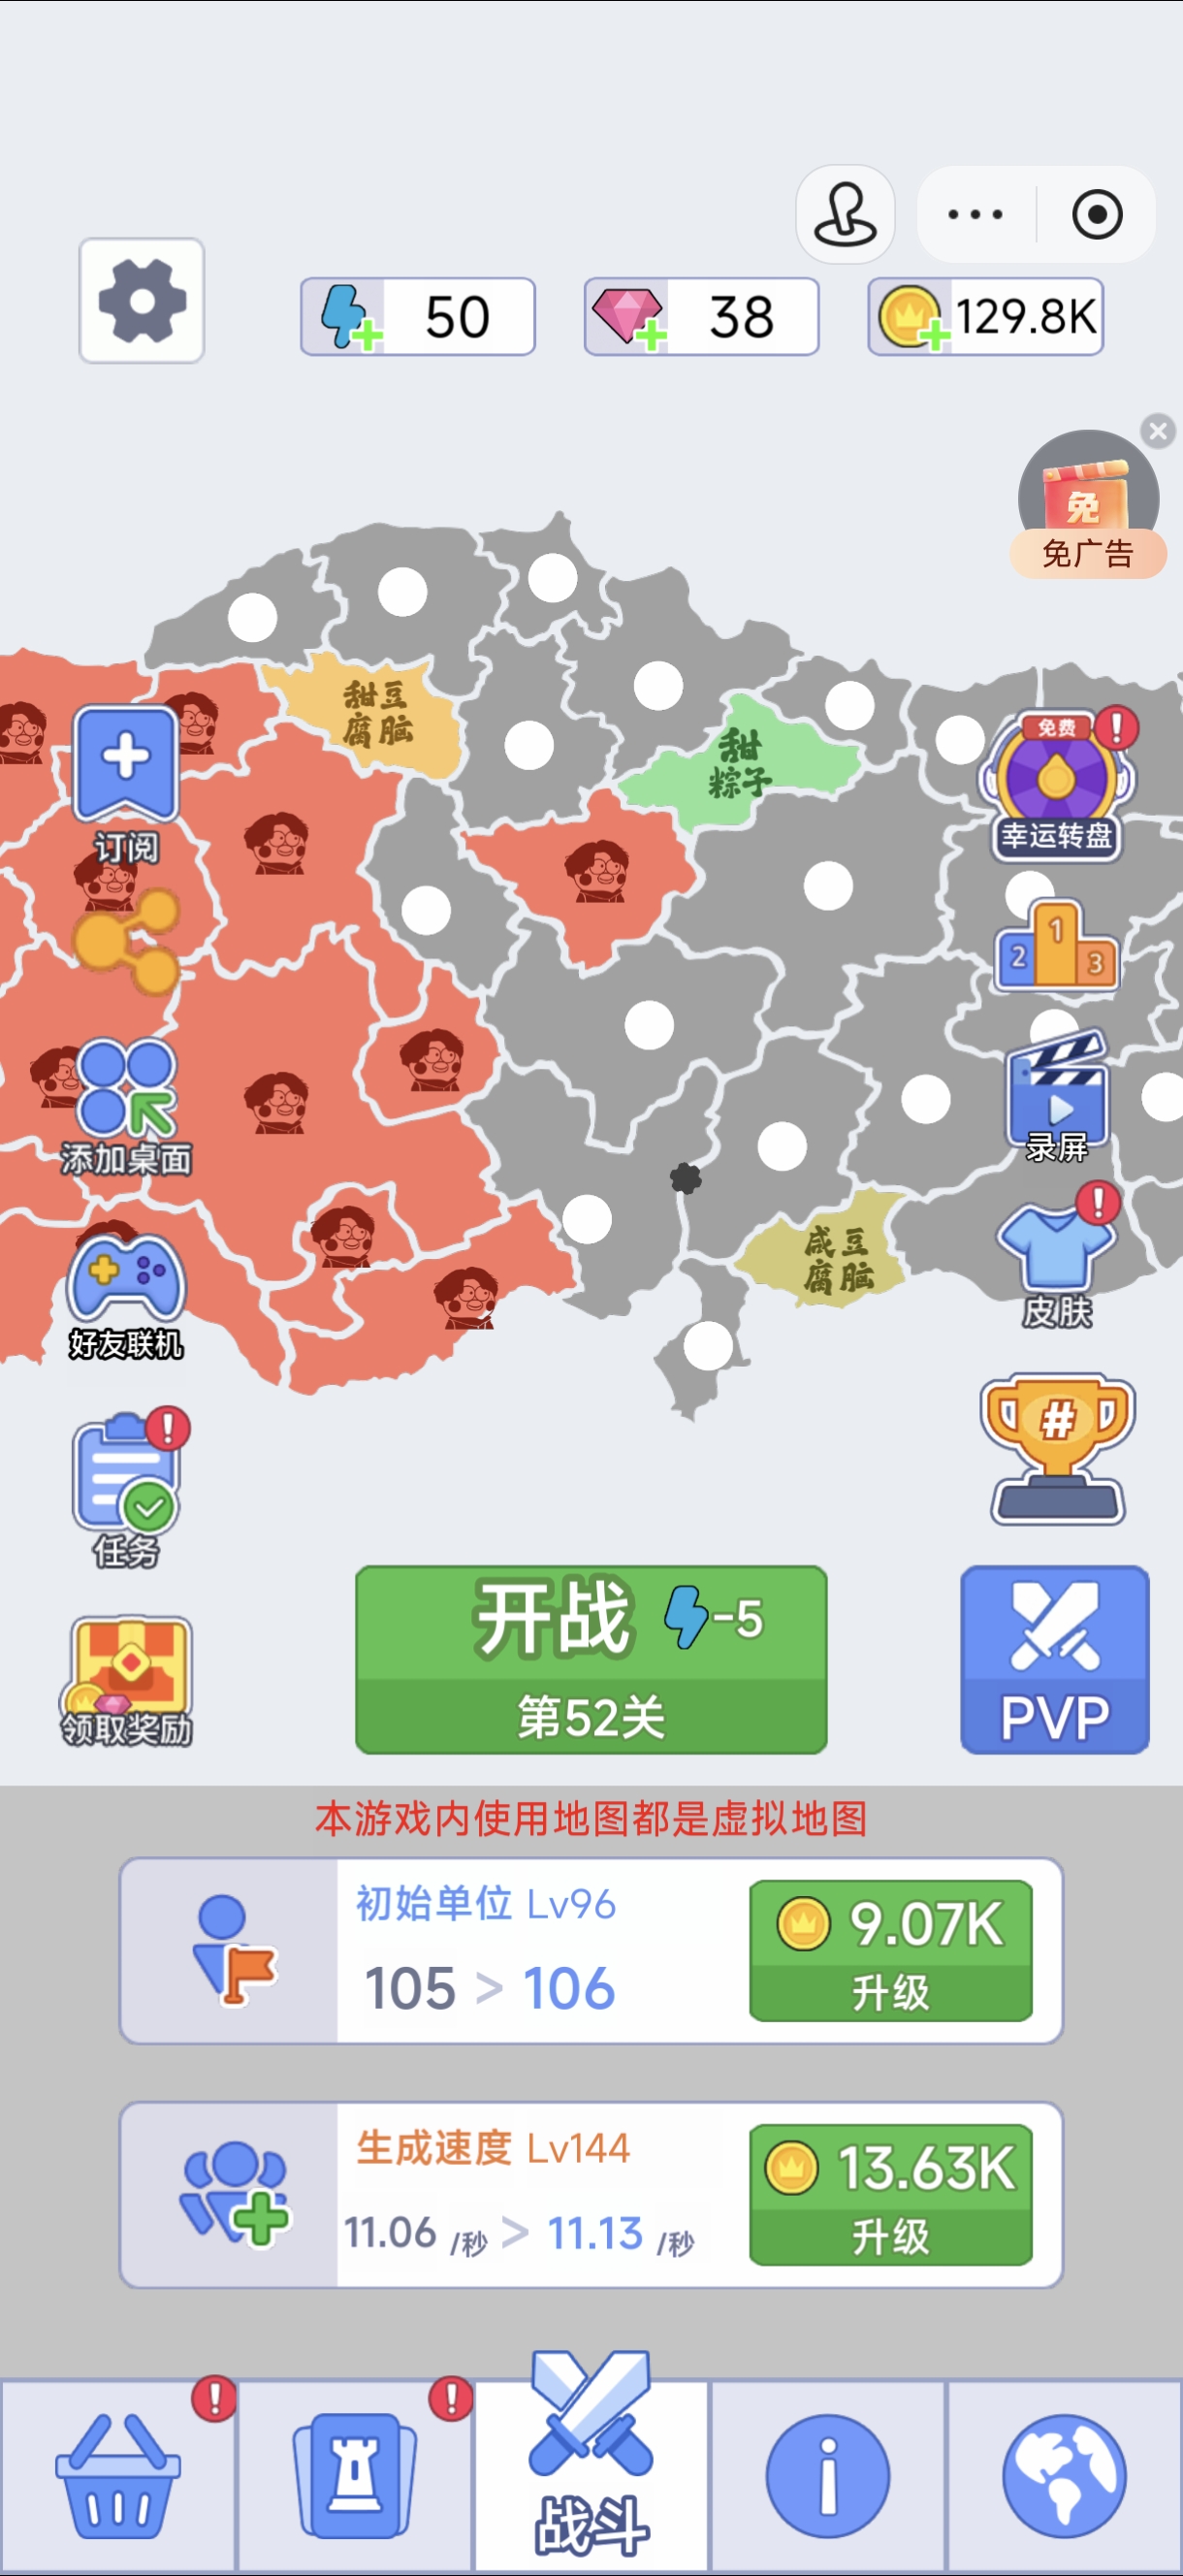 50
38
129.8K
免
免广告
甜豆
腐脑
甜
粽子
免费
幸运转盘
订阅
1
2
3
添加桌面
录屏
咸豆
腐脑
皮肤
好友联机
#
任务
开战 -5
第52关
PVP
领取奖励
本游戏内使用地图都是虚拟地图
初始单位 Lv96
105 > 106
9.07K
升级
生成速度 Lv144
11.06 /秒 > 11.13 /秒
13.63K
升级
战斗